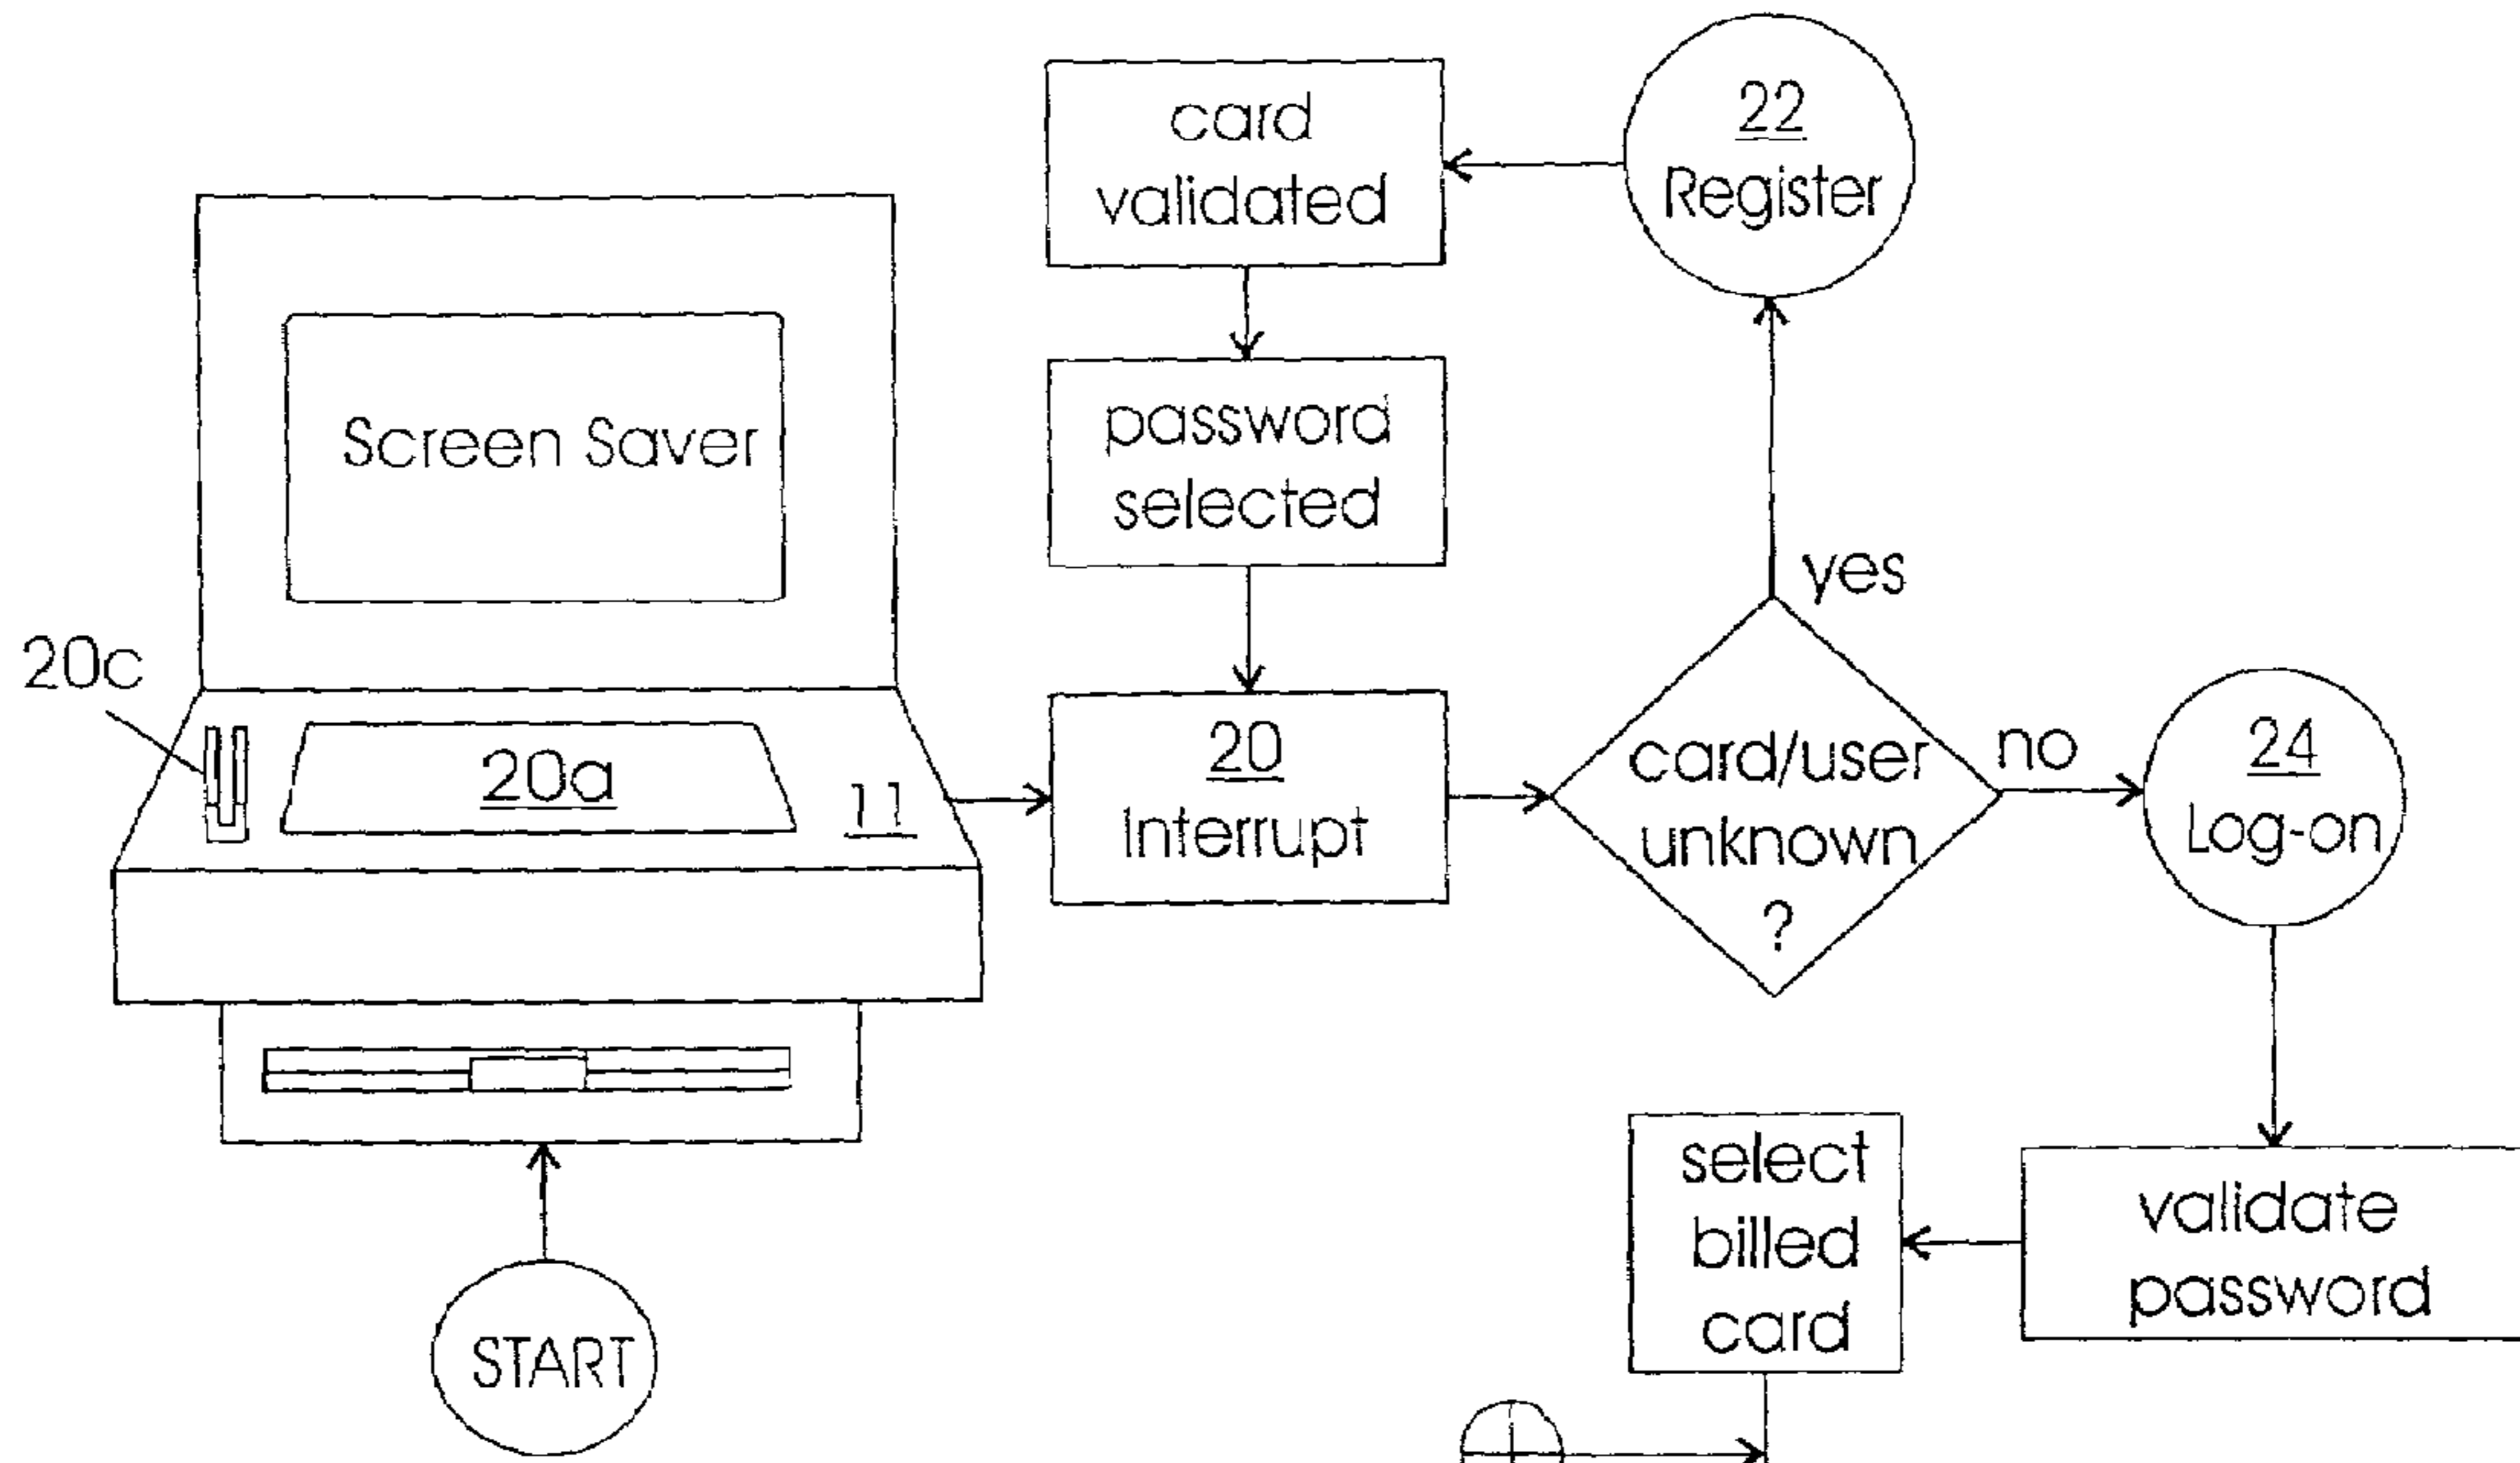 card
validated
22
Register
Screen Saver
password
selected
yes
20c
20a
11
20
Interrupt
card/user
unknown
?
no
24
Log-on
select
billed
card
validate
password
START